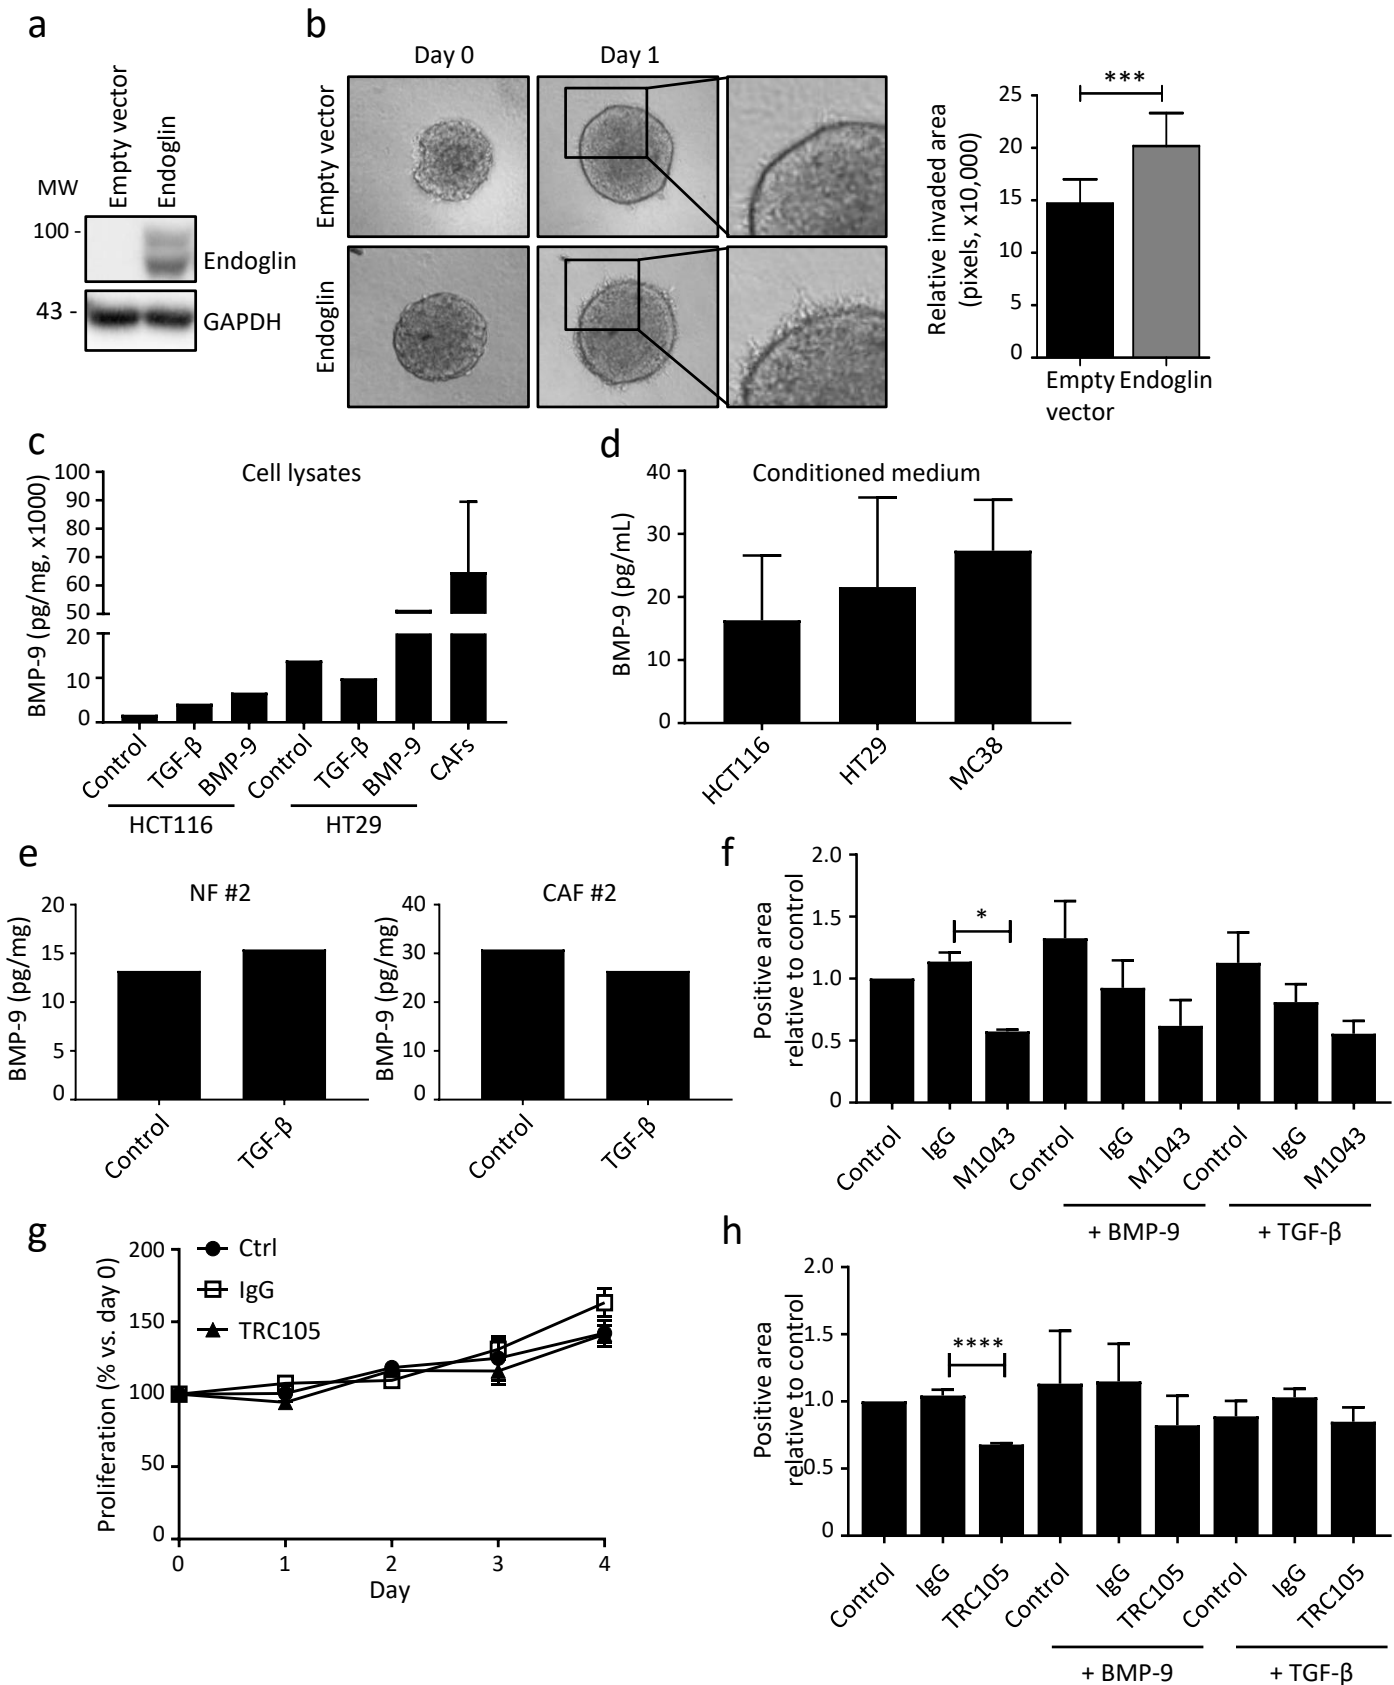 a
Empty vector
Endoglin
MW
100 -
Endoglin
43 -
GAPDH
b
Day 0
Day 1
Empty vector
Endoglin
***
Relative invaded area
(pixels, x10,000)
25
20
15
10
5
0
Empty
vector
Endoglin
c
Cell lysates
BMP-9 (pg/mg, x1000)
100
90
80
70
60
50
20
10
0
Control
TGF-β
BMP-9
Control
TGF-β
BMP-9
CAFs
HCT116
HT29
d
Conditioned medium
BMP-9 (pg/mL)
40
30
20
10
0
HCT116
HT29
MC38
e
NF #2
BMP-9 (pg/mg)
20
15
10
5
0
Control
TGF-β
CAF #2
BMP-9 (pg/mg)
40
30
20
10
0
Control
TGF-β
f
Positive area
relative to control
2.0
1.5
1.0
0.5
0
*
Control
IgG
M1043
Control
IgG
M1043
Control
IgG
M1043
+ BMP-9
+ TGF-β
g
Proliferation (% vs. day 0)
200
150
100
50
0
Ctrl
IgG
TRC105
0
1
2
3
4
Day
h
Positive area
relative to control
2.0
1.5
1.0
0.5
0
****
Control
IgG
TRC105
Control
IgG
TRC105
Control
IgG
TRC105
+ BMP-9
+ TGF-β